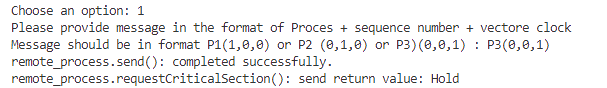 Choose an option: 1
Please provide message in the format of Proces + sequence number + vectore clock
Message should be in format P1(1,0,0) or P2 (0,1,0) or P3)(0,0,1) : P3(0,0,1)
remote_process.send(): completed successfully.
remote_process.requestCriticalSection(): send return value: Hold